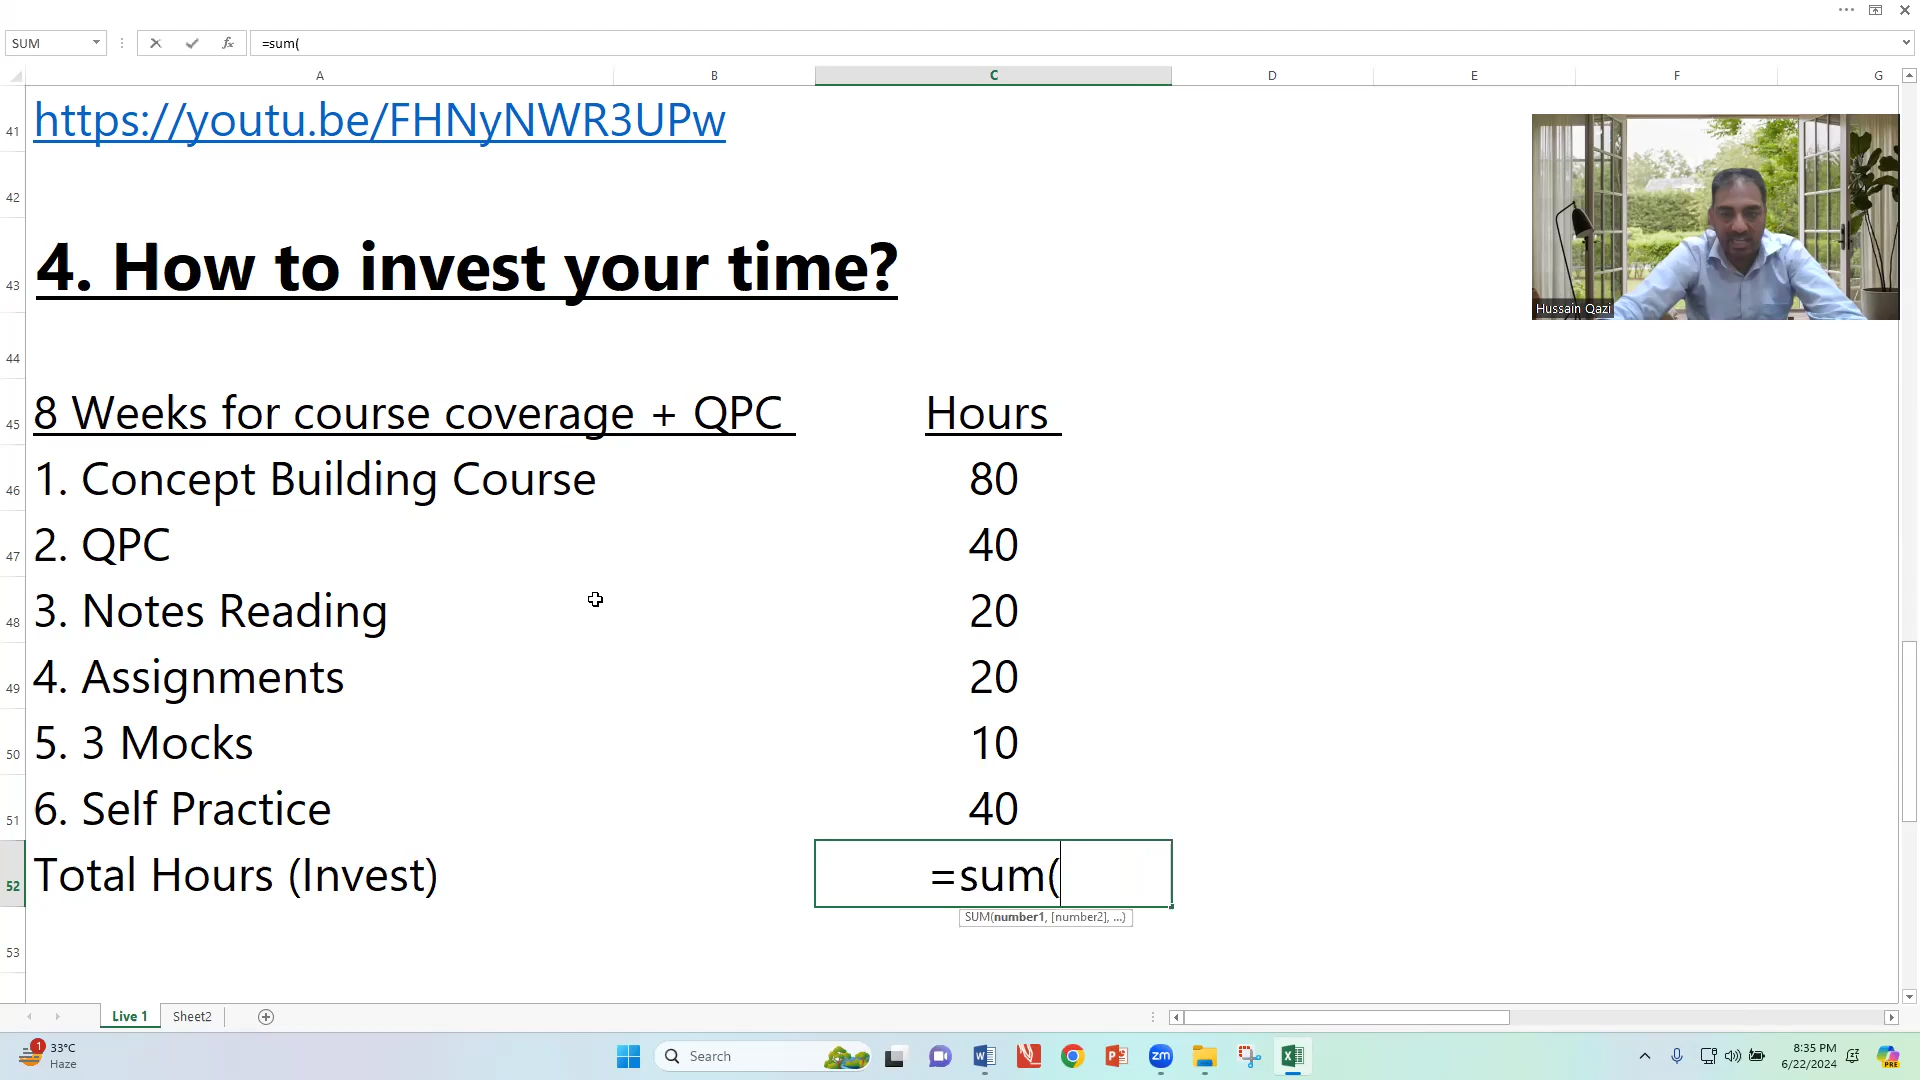 SUM
=sum(
A B C D E F G
41 https://youtu.be/FHNyNWR3UPw
42
43 4. How to invest your time?
44
45 8 Weeks for course coverage + QPC Hours
46 1. Concept Building Course 80
47 2. QPC 40
48 3. Notes Reading 20
49 4. Assignments 20
50 5. 3 Mocks 10
51 6. Self Practice 40
52 Total Hours (Invest) =sum(
SUM(number1, [number2], ...)
53
Hussain Qazi
Live 1 Sheet2
1
33°C
Haze
Search
zm
8:35 PM
6/22/2024
PRE